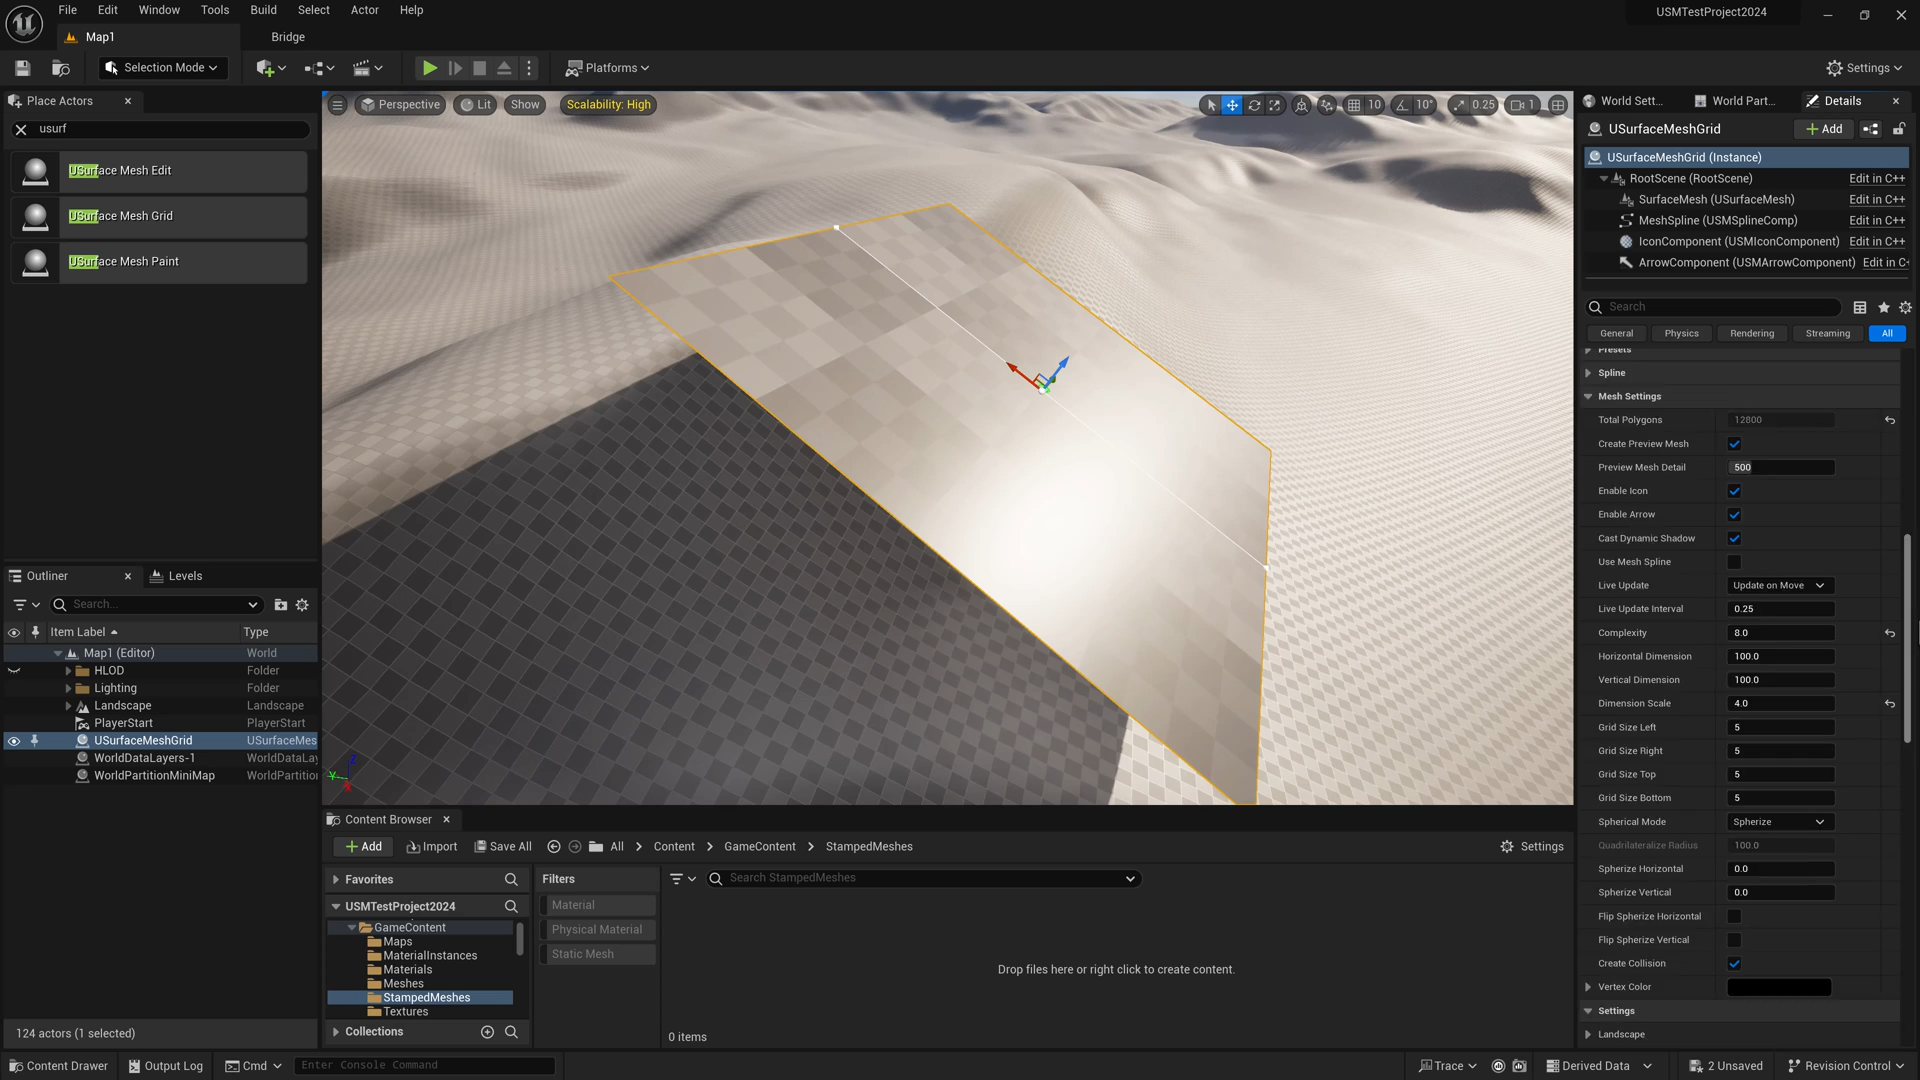 File Edit Window Tools Build Select Actor Help
USMTestProject2024
Map1
Bridge
Selection Mode
Platforms
Settings
Place Actors
usurf
USurface Mesh Edit
USurface Mesh Grid
USurface Mesh Paint
Perspective
Lit
Show
Scalability: High
10
10°
0.25
1
World Sett...
World Part...
Details
USurfaceMeshGrid
Add
USurfaceMeshGrid (Instance)
RootScene (RootScene) Edit in C++
SurfaceMesh (USurfaceMesh) Edit in C++
MeshSpline (USMSplineComp) Edit in C++
IconComponent (USMIconComponent) Edit in C++
ArrowComponent (USMArrowComponent) Edit in C+
Search
General
Physics
Rendering
Streaming
All
Presets
Spline
Mesh Settings
Total Polygons 12800
Create Preview Mesh
Preview Mesh Detail 500
Enable Icon
Enable Arrow
Cast Dynamic Shadow
Use Mesh Spline
Live Update Update on Move
Live Update Interval 0.25
Complexity 8.0
Horizontal Dimension 100.0
Vertical Dimension 100.0
Dimension Scale 4.0
Grid Size Left 5
Grid Size Right 5
Grid Size Top 5
Grid Size Bottom 5
Spherical Mode Spherize
Quadrilateralize Radius 100.0
Spherize Horizontal 0.0
Spherize Vertical 0.0
Flip Spherize Horizontal
Flip Spherize Vertical
Create Collision
Vertex Color
Settings
Landscape
Outliner
Levels
Search...
Item Label Type
Map1 (Editor) World
HLOD Folder
Lighting Folder
Landscape Landscape
PlayerStart PlayerStart
USurfaceMeshGrid USurfaceMes
WorldDataLayers-1 WorldDataLay
WorldPartitionMiniMap WorldPartition
124 actors (1 selected)
Z
Y
X
Content Browser
Add
Import
Save All
All
Content
GameContent
StampedMeshes
Settings
Favorites
USMTestProject2024
GameContent
Maps
MaterialInstances
Materials
Meshes
StampedMeshes
Textures
Collections
Filters
Material
Physical Material
Static Mesh
Search StampedMeshes
Drop files here or right click to create content.
0 items
Content Drawer
Output Log
Cmd
Enter Console Command
Trace
Derived Data
2 Unsaved
Revision Control